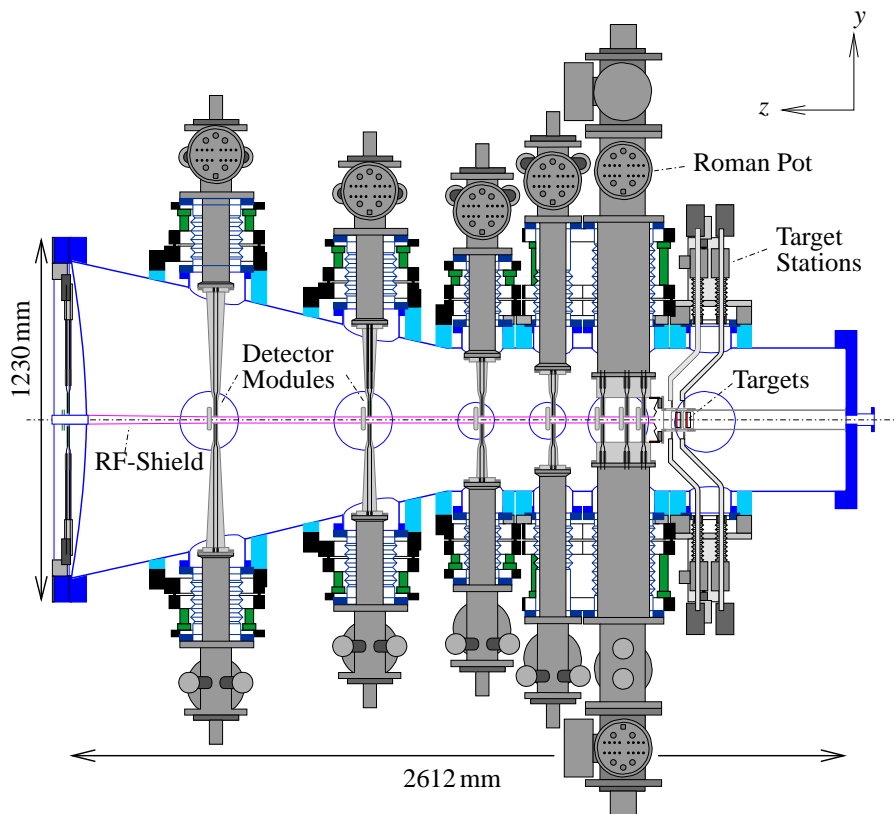 y
z
Roman Pot
Target
Stations
Detector
Modules
Targets
1230 mm
RF-Shield
2612 mm